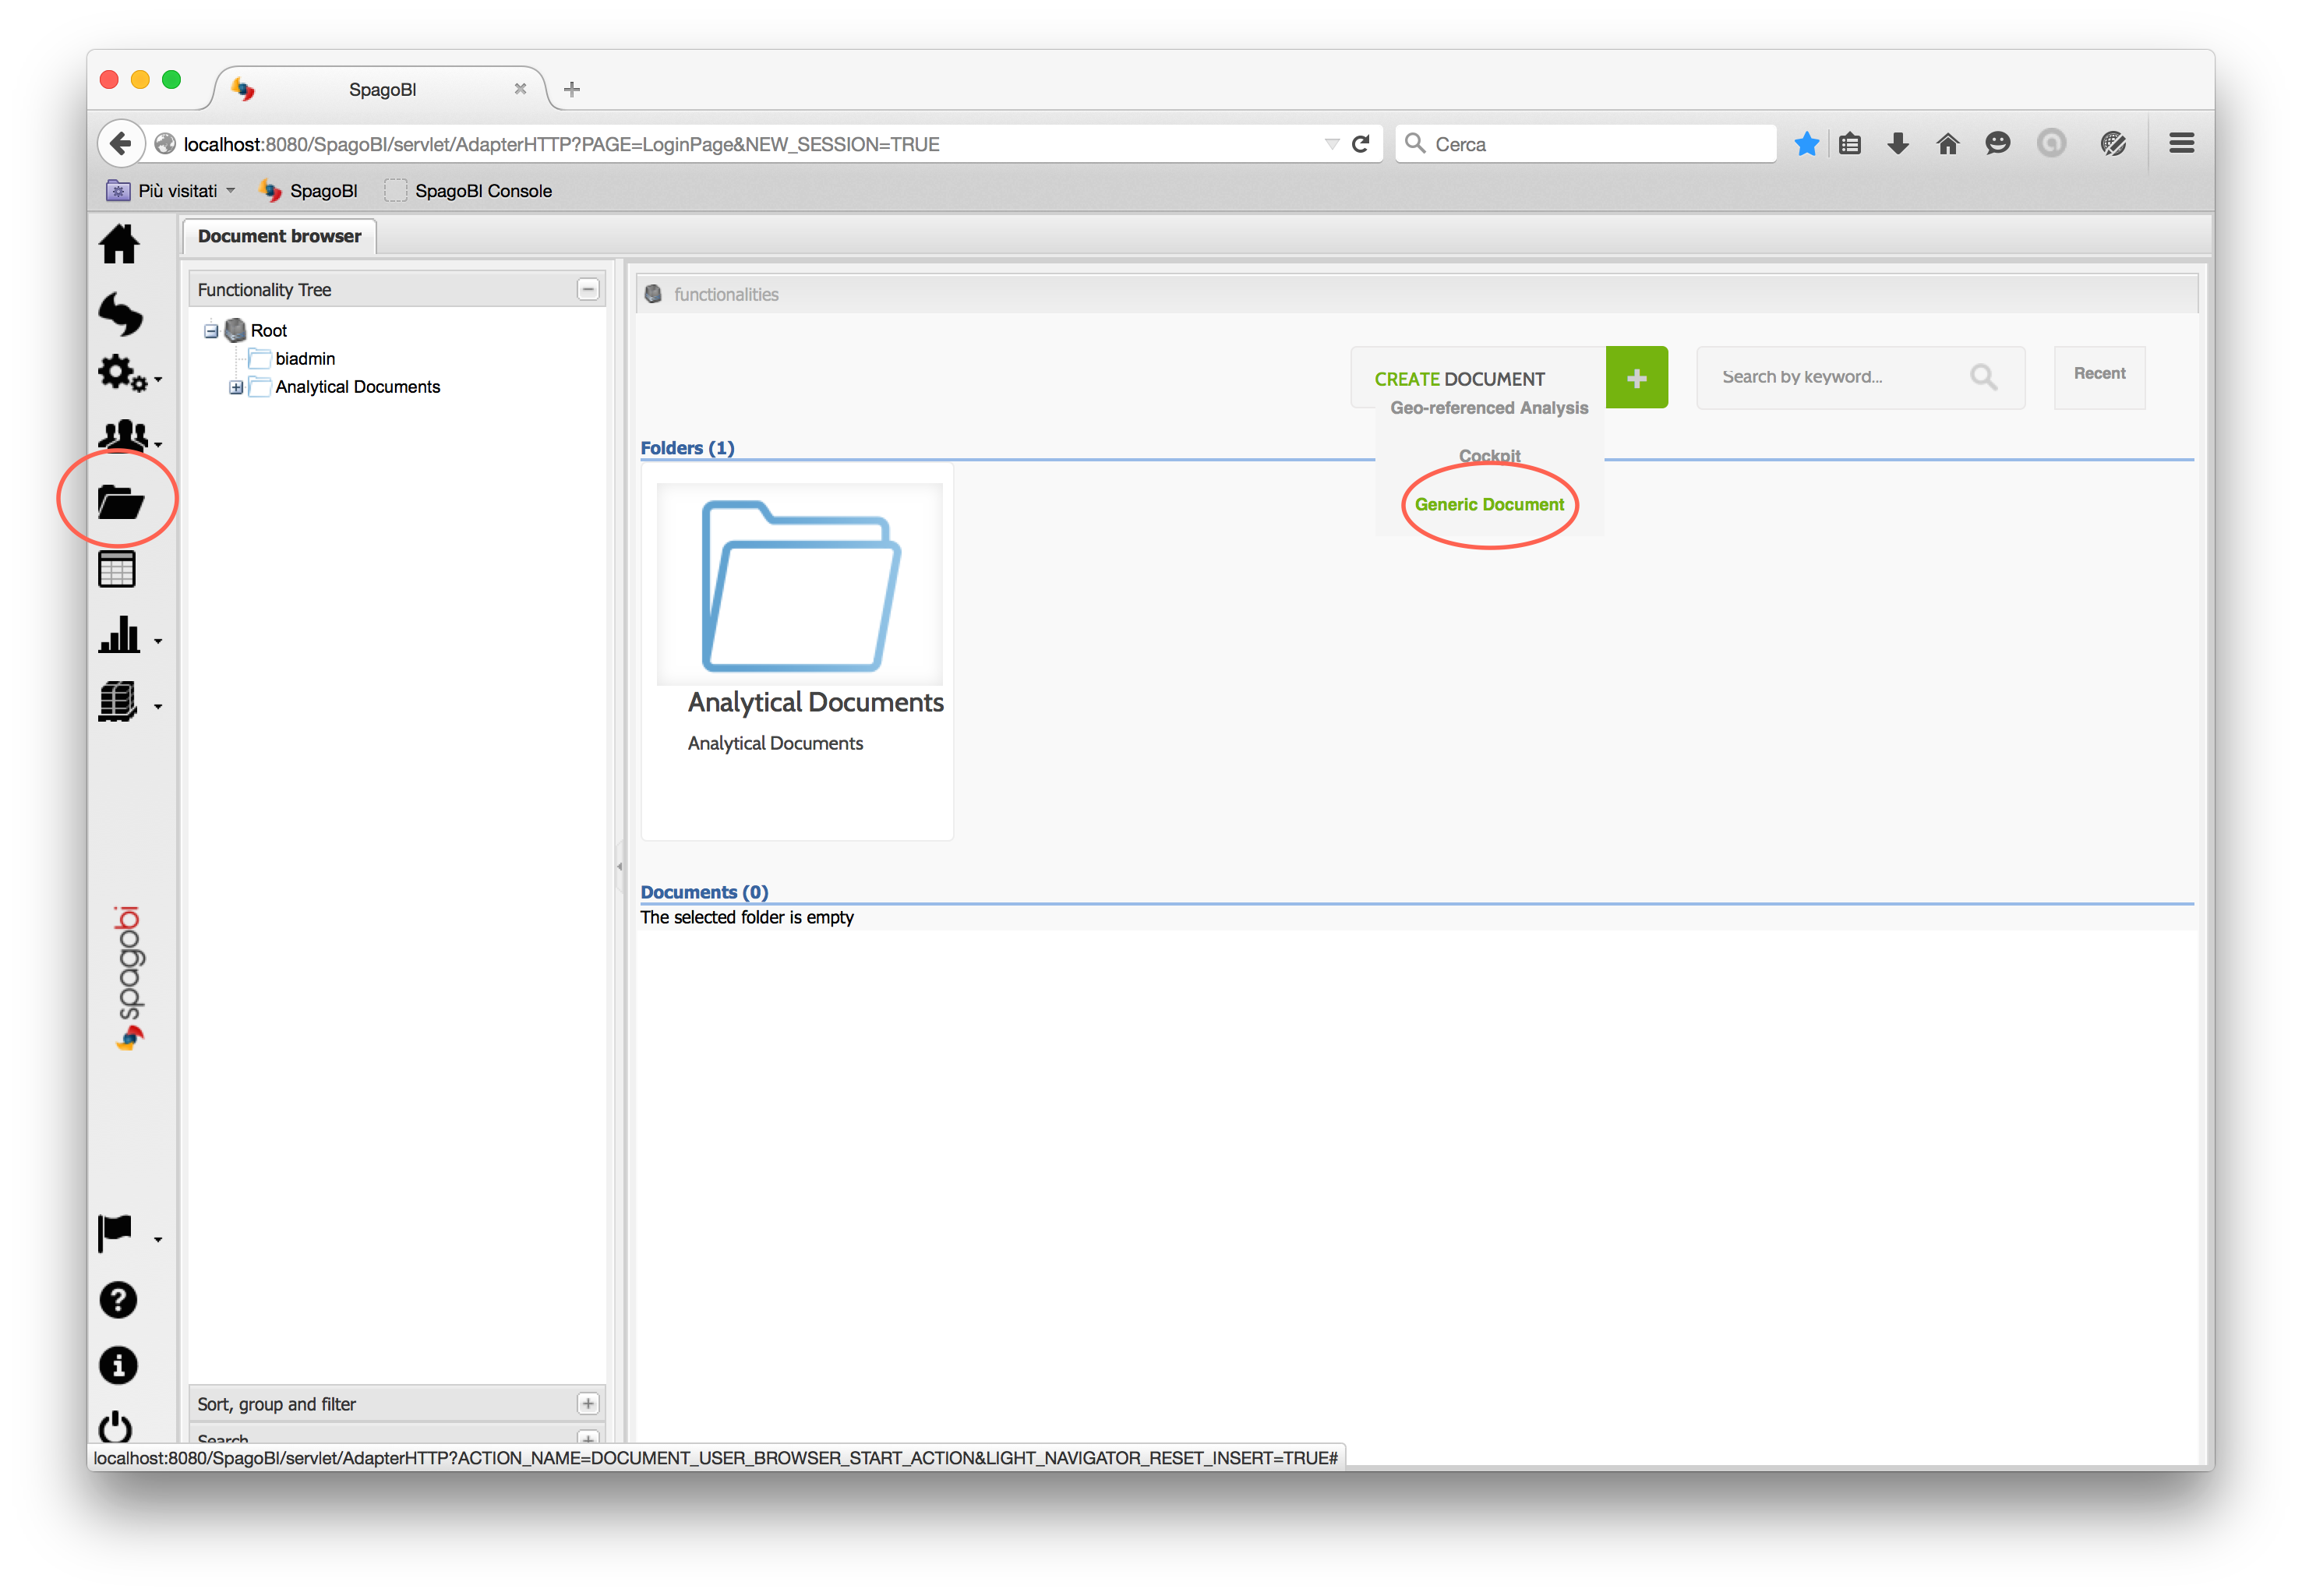 SpagoBI
localhost:8080/SpagoBI/servlet/AdapterHTTP?PAGE=LoginPage&NEW_SESSION=TRUE
Cerca
Più visitati
SpagoBI
SpagoBI Console
Document browser
Functionality Tree
Root
biadmin
Analytical Documents
functionalities
CREATE DOCUMENT
Search by keyword...
Recent
Geo-referenced Analysis
Cockpit
Generic Document
Folders (1)
Analytical Documents
Analytical Documents
Documents (0)
The selected folder is empty
spagobi
Sort, group and filter
Search
localhost:8080/SpagoBI/servlet/AdapterHTTP?ACTION_NAME=DOCUMENT_USER_BROWSER_START_ACTION&LIGHT_NAVIGATOR_RESET_INSERT=TRUE#